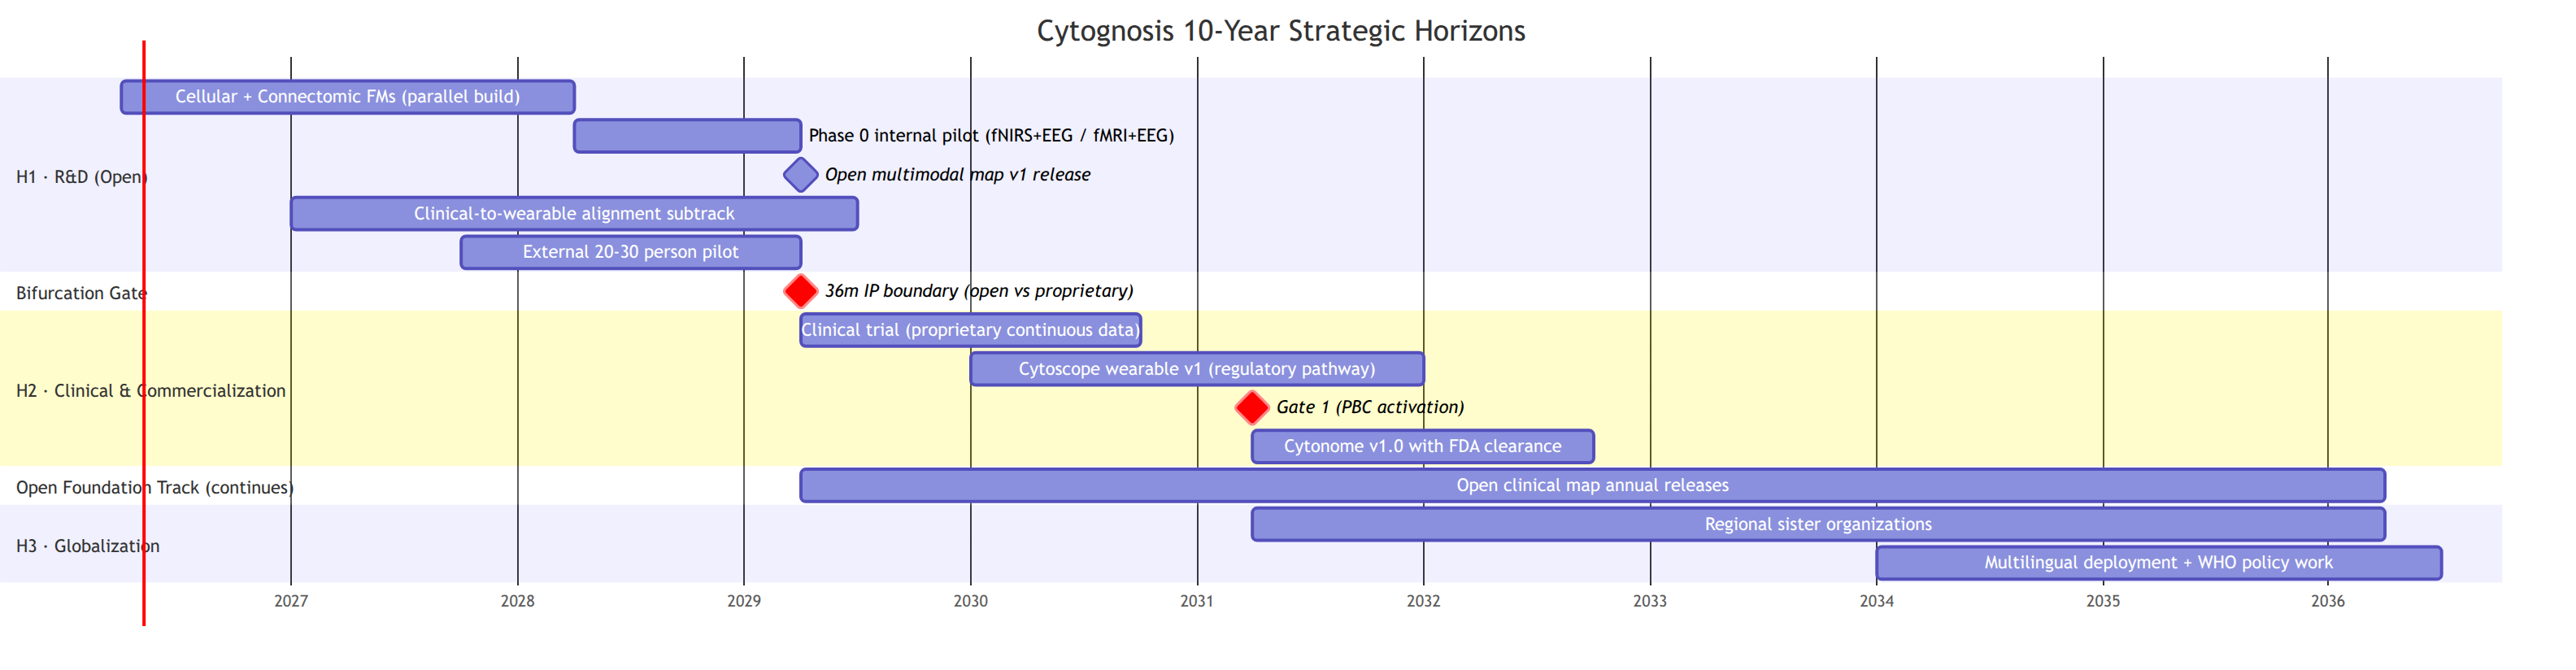 Cytognosis 10-Year Strategic Horizons
Cellular + Connectomic FMs (parallel build)
Phase 0 internal pilot (fNIRS+EEG / fMRI+EEG)
H1 · R&D (Open)
Open multimodal map v1 release
Clinical-to-wearable alignment subtrack
External 20-30 person pilot
Bifurcation Gate
36m IP boundary (open vs proprietary)
Clinical trial (proprietary continuous data)
Cytoscope wearable v1 (regulatory pathway)
H2 · Clinical & Commercialization
Gate 1 (PBC activation)
Cytonome v1.0 with FDA clearance
Open Foundation Track (continues)
Open clinical map annual releases
Regional sister organizations
H3 · Globalization
Multilingual deployment + WHO policy work
2027 2028 2029 2030 2031 2032 2033 2034 2035 2036